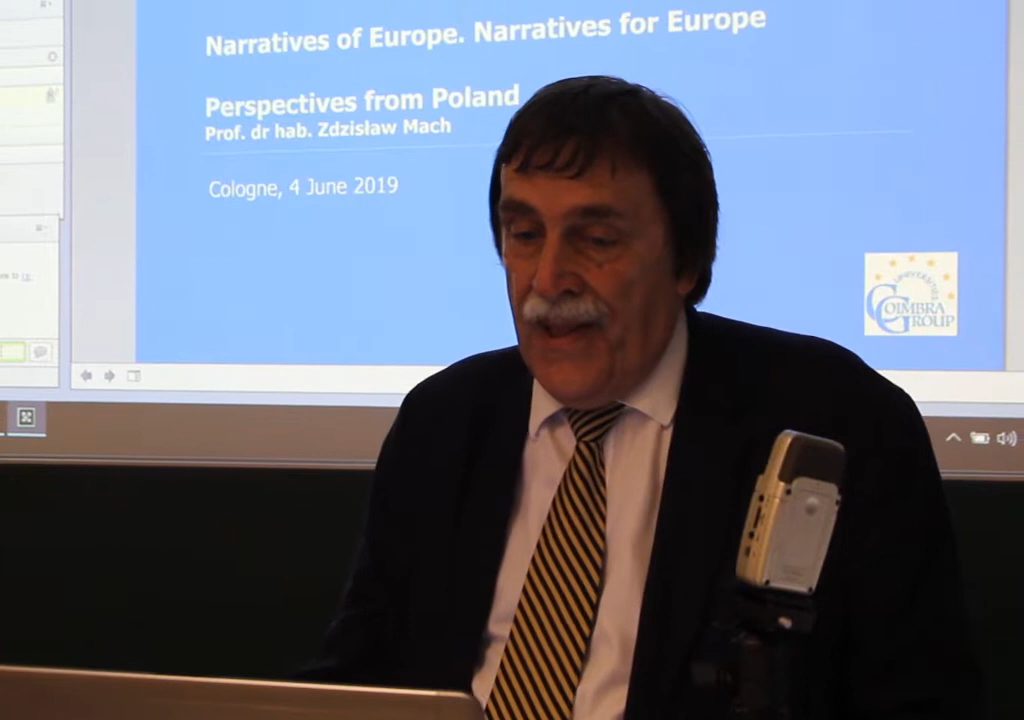 Narratives of Europe. Narratives for Europe
Perspectives from Poland
Prof. dr hab. Zdzisław Mach
Cologne, 4 June 2019
UNIVERSITIES
COIMBRA
GROUP